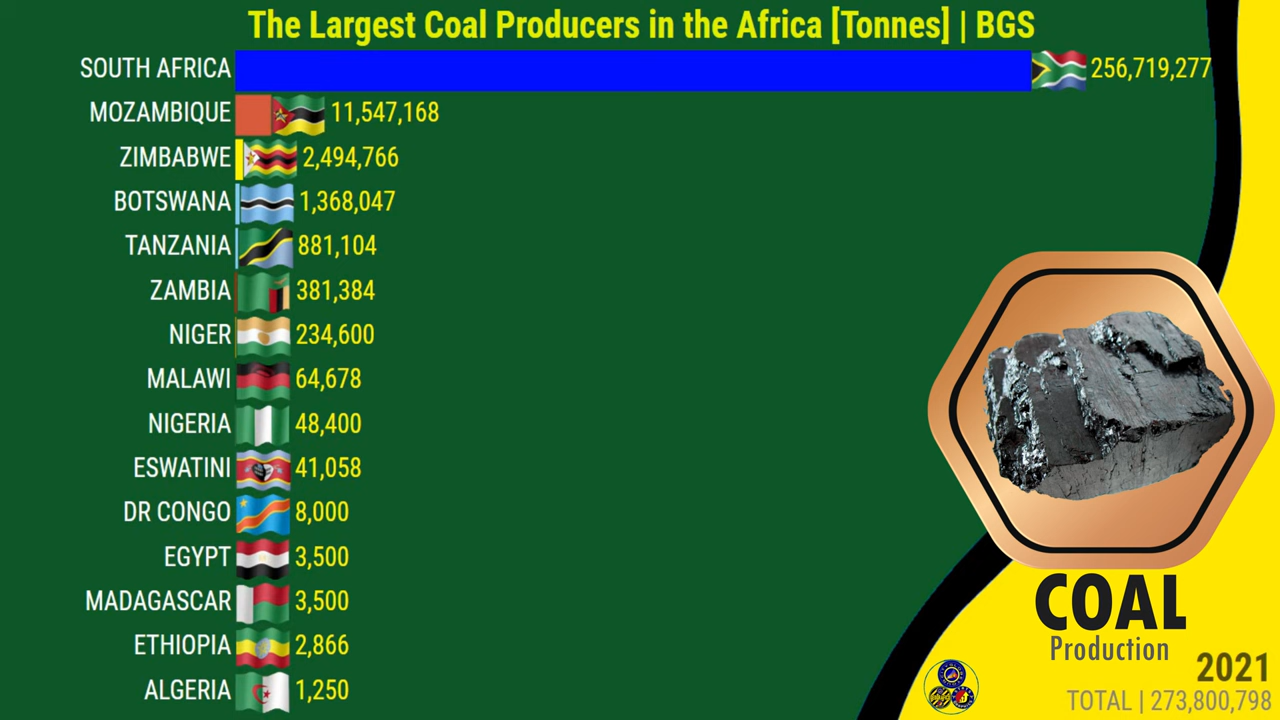 The Largest Coal Producers in the Africa [Tonnes] | BGS
SOUTH AFRICA 256,719,277
MOZAMBIQUE 11,547,168
ZIMBABWE 2,494,766
BOTSWANA 1,368,047
TANZANIA 881,104
ZAMBIA 381,384
NIGER 234,600
MALAWI 64,678
NIGERIA 48,400
ESWATINI 41,058
DR CONGO 8,000
EGYPT 3,500
MADAGASCAR 3,500
ETHIOPIA 2,866
ALGERIA 1,250
COAL
Production
2021
TOTAL | 273,800,798